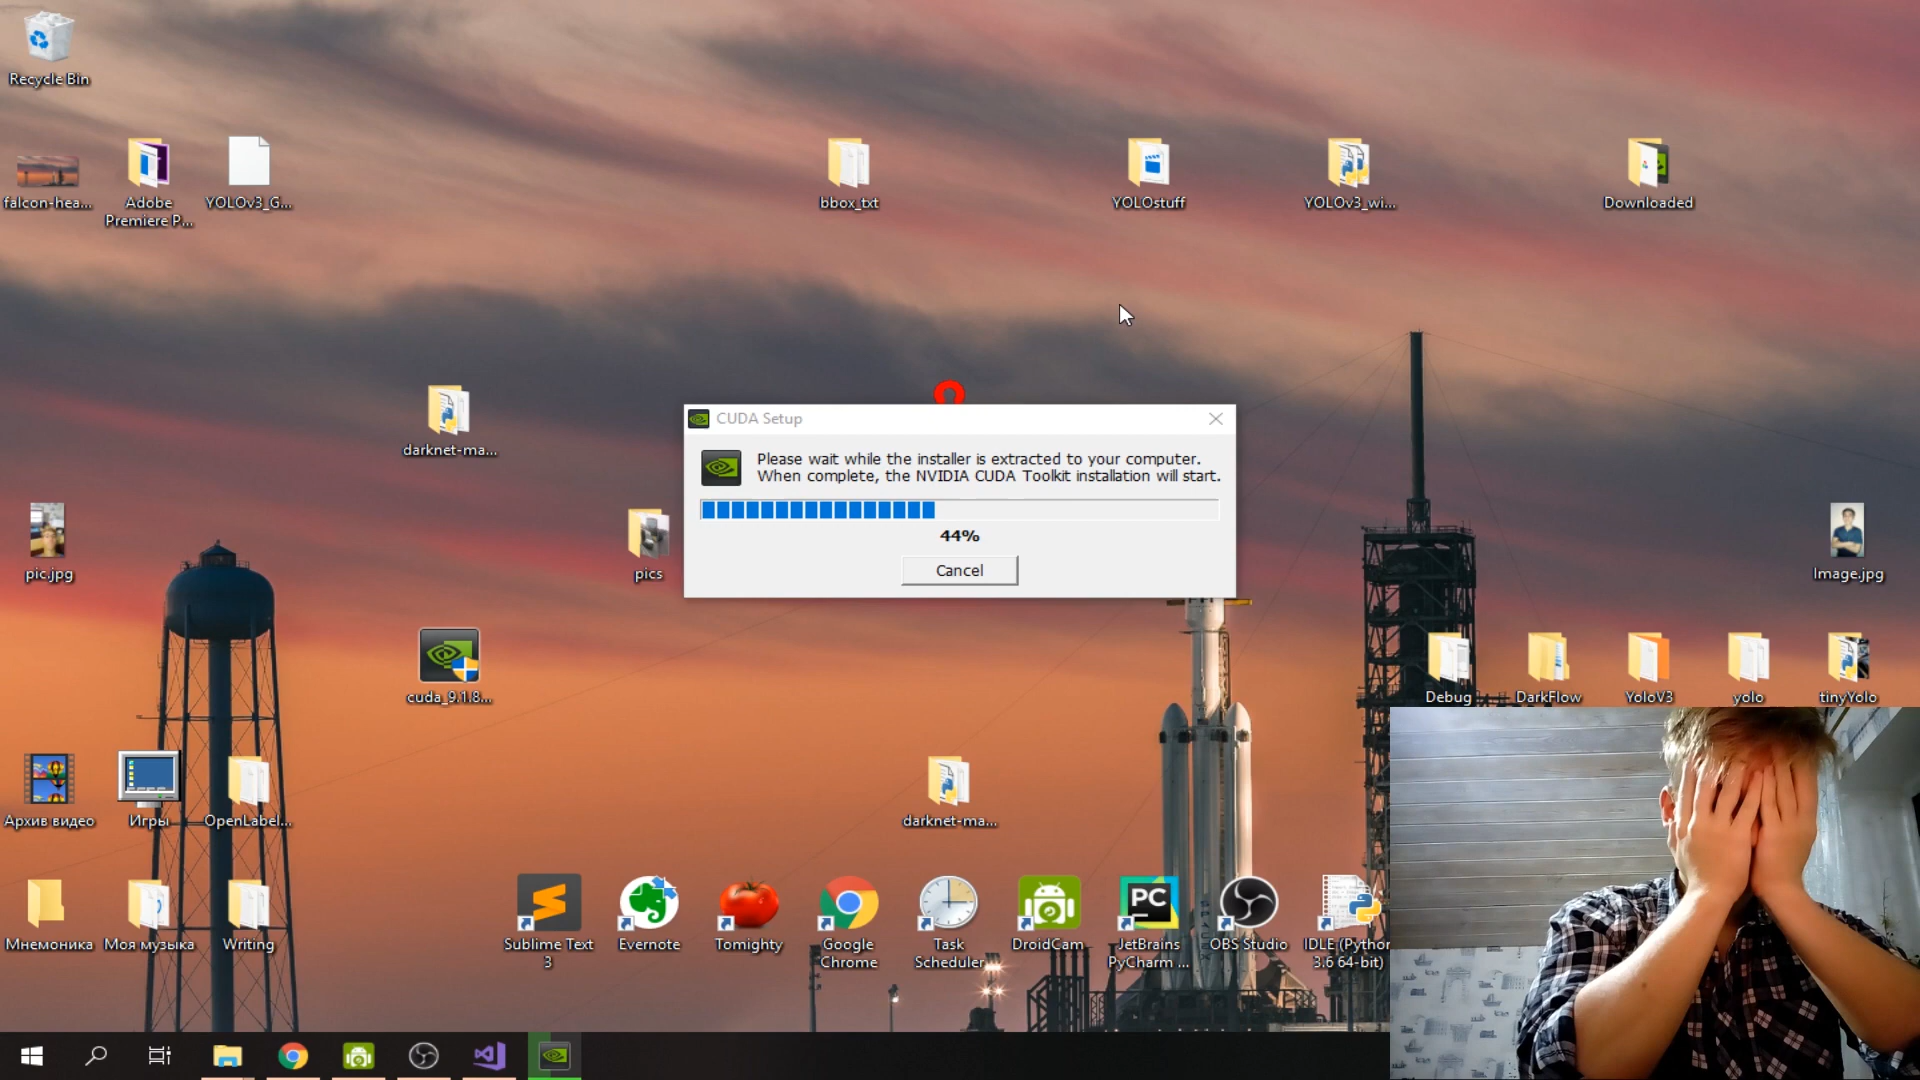 Recycle Bin
falcon-hea...
Adobe
Premiere P...
YOLOv3_G...
bbox_txt
YOLOstuff
YOLOv3_wi...
Downloaded
darknet-ma...
CUDA Setup
Please wait while the installer is extracted to your computer.
When complete, the NVIDIA CUDA Toolkit installation will start.
44%
Cancel
pic.jpg
pics
Image.jpg
cuda_9.1.8...
Debug
DarkFlow
YoloV3
yolo
tinyYolo
Архив видео
Игры
OpenLabel...
darknet-ma...
Мнемоника
Моя музыка
Writing
Sublime Text
3
Evernote
Tomighty
Google
Chrome
Task
Scheduler
DroidCam
PC
JetBrains
PyCharm ...
OBS Studio
IDLE (Python
3.6 64-bit)